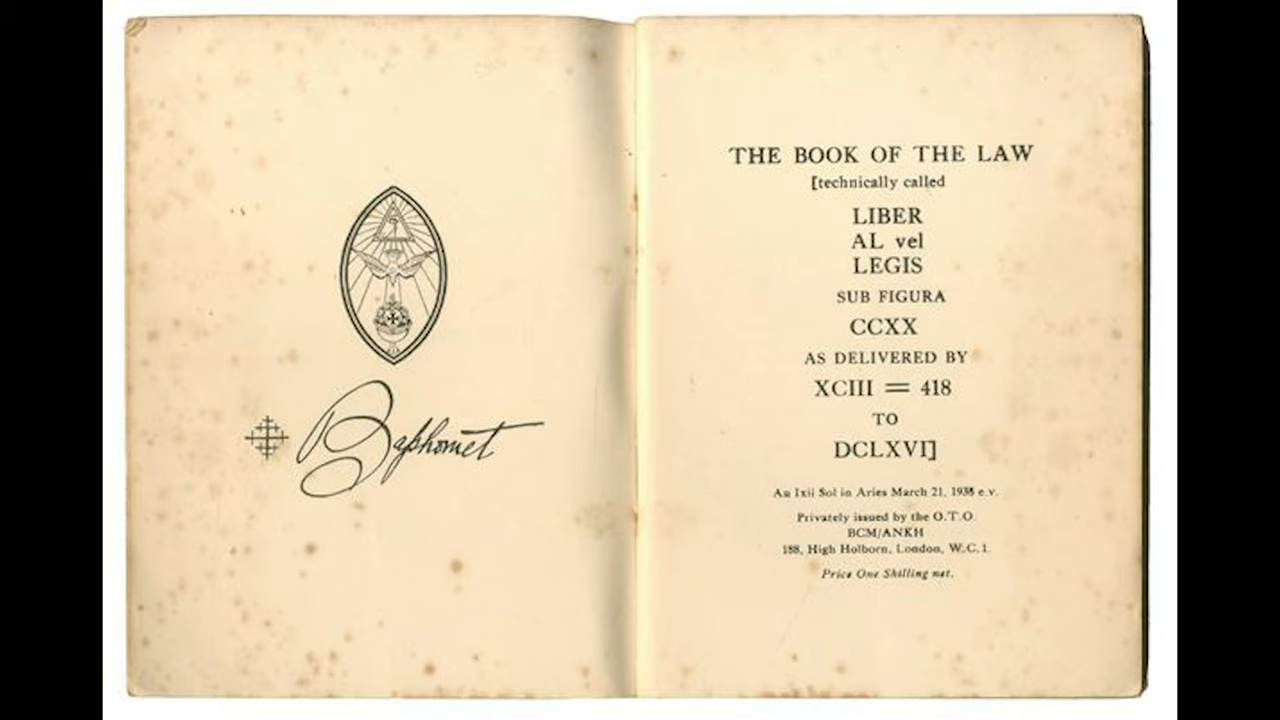 Baphomet
THE BOOK OF THE LAW
[technically called
LIBER
AL vel
LEGIS
SUB FIGURA
CCXX
AS DELIVERED BY
XCIII = 418
TO
DCLXVI]
An Ixii Sol in Aries March 21, 1938 e.v.
Privately issued by the O.T.O
BCM/ANKH
188, High Holborn, London, W.C.1.
Price One Shilling net.